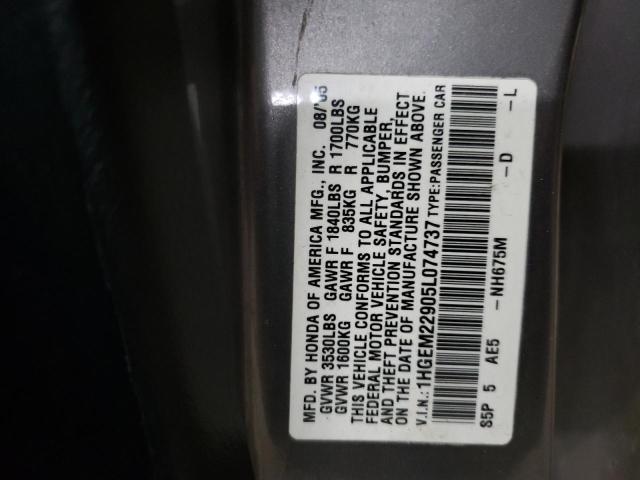 MFD. BY HONDA OF AMERICA MFG., INC. 08/'05
GVWR 3530LBS GAWR F 1840LBS R 1700LBS
GVWR 1600KG GAWR F 835KG R 770KG
THIS VEHICLE CONFORMS TO ALL APPLICABLE
FEDERAL MOTOR VEHICLE SAFETY, BUMPER,
AND THEFT PREVENTION STANDARDS IN EFFECT
ON THE DATE OF MANUFACTURE SHOWN ABOVE.
V.I.N.: 1HGEM22905L074737 TYPE:PASSENGER CAR
S5P 5 AE5 -NH675M -D -L